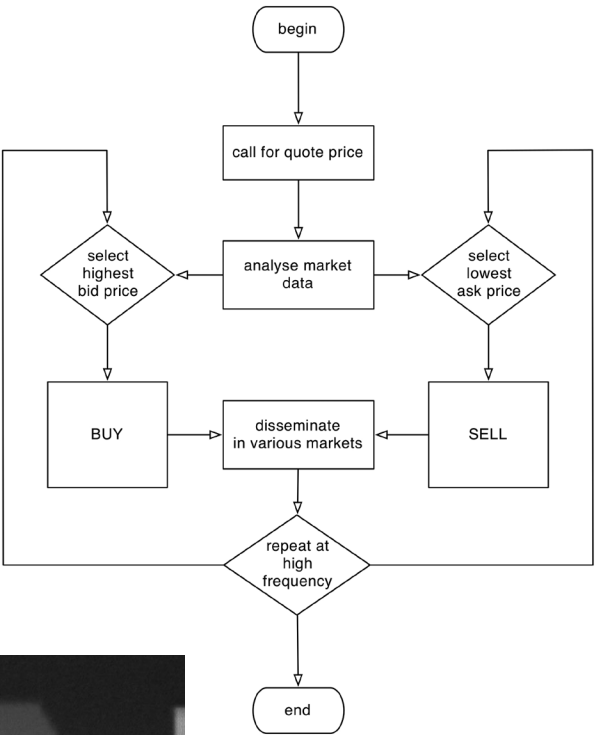 begin
call for quote price
select
highest
bid price
analyse market
data
select
lowest
ask price
BUY
disseminate
in various markets
SELL
repeat at
high
frequency
end